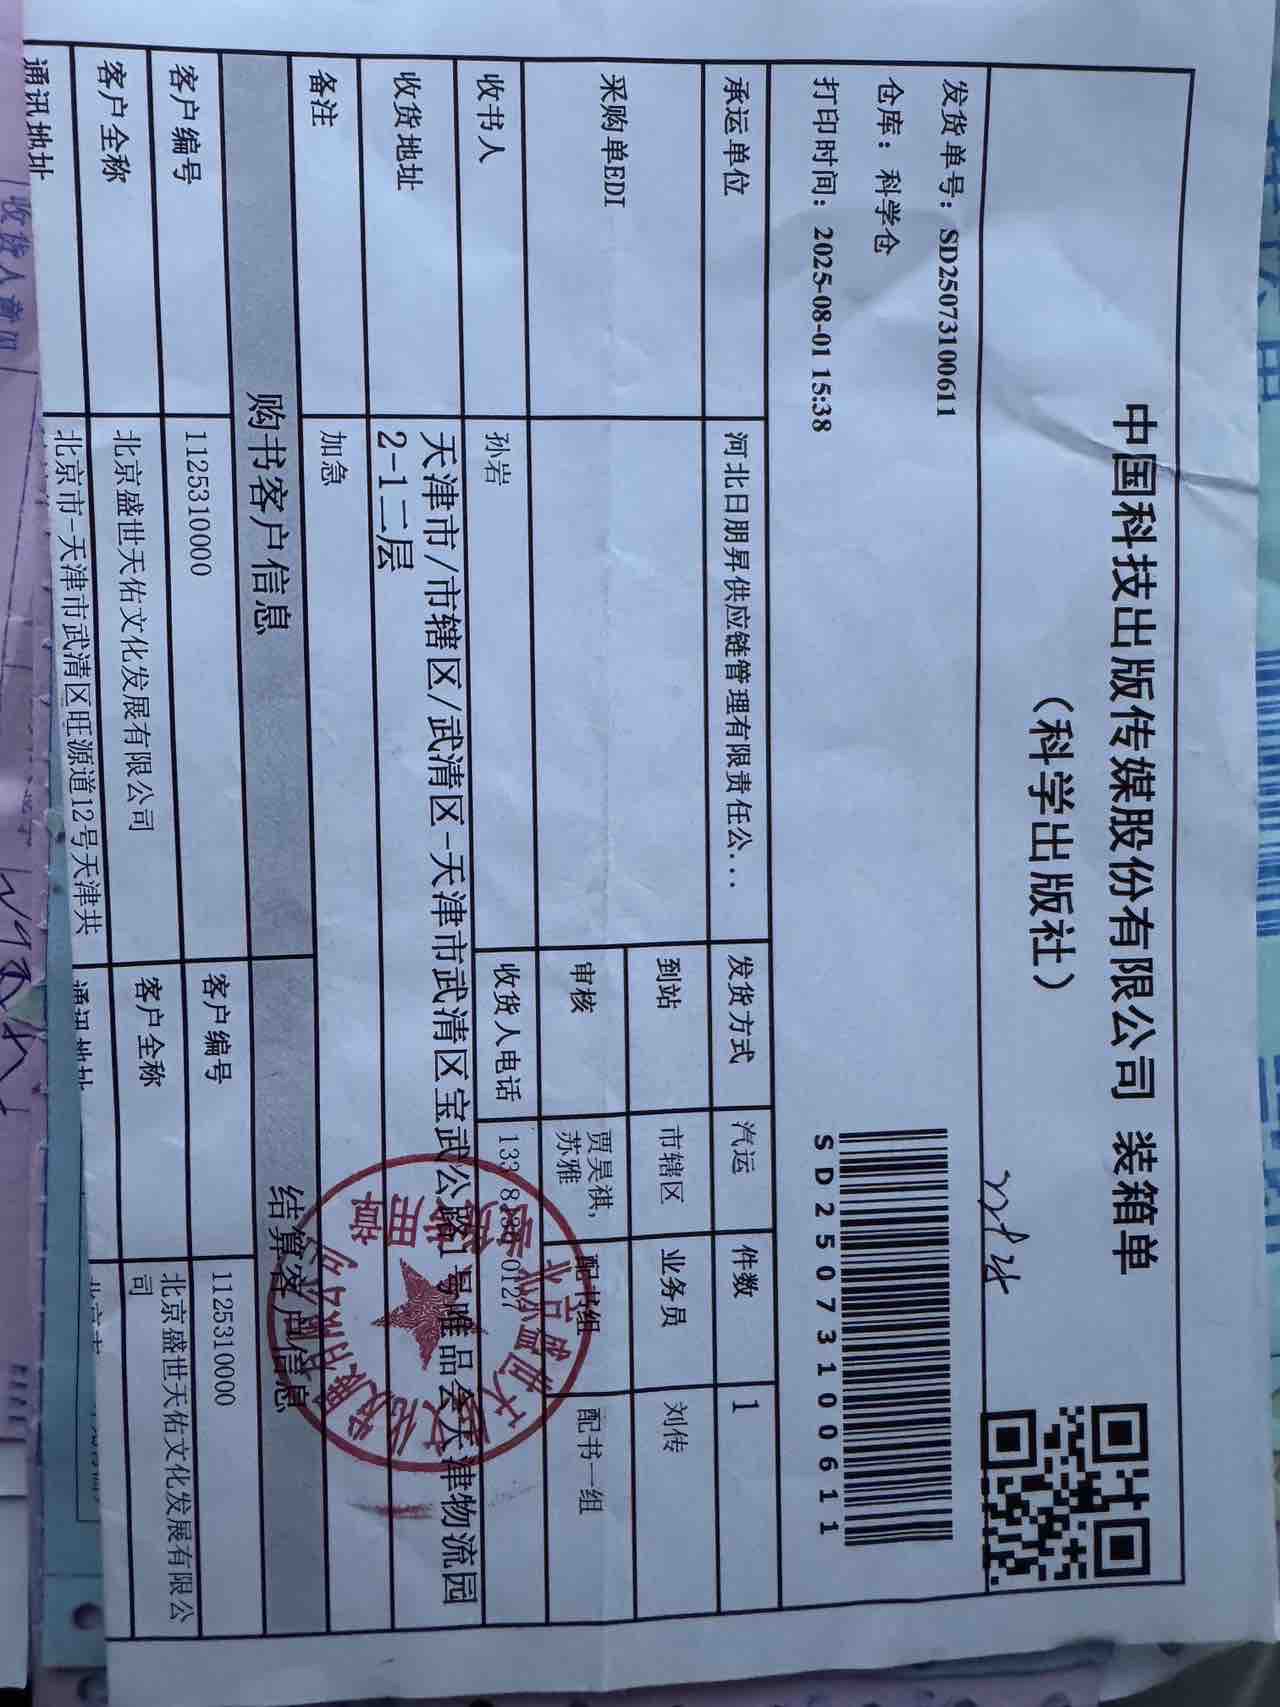 中国科技出版传媒股份有限公司 装箱单
（科学出版社）
发货单号：SD25073100611
仓库：科学仓
打印时间：2025-08-01 15:38
SD25073100611
承运单位 河北日朋昇供应链管理有限责任公... 发货方式 汽运 件数 1
采购单EDI 到站 市辖区 业务员 刘传
审核 贾昊祺, 配书组 配书一组
苏雅
收书人 孙岩 收货人电话
收货地址 天津市/市辖区/武清区-天津市武清区宝武公路1号唯品会天津物流园
2-1二层
备注 加急
购书客户信息 结算客户信息
客户编号 1125310000 客户编号 1125310000
客户全称 北京盛世天佑文化发展有限公司 客户全称 北京盛世天佑文化发展有限公
司
通讯地址 北京市-天津市武清区旺源道12号天津共 通讯地址
收货人